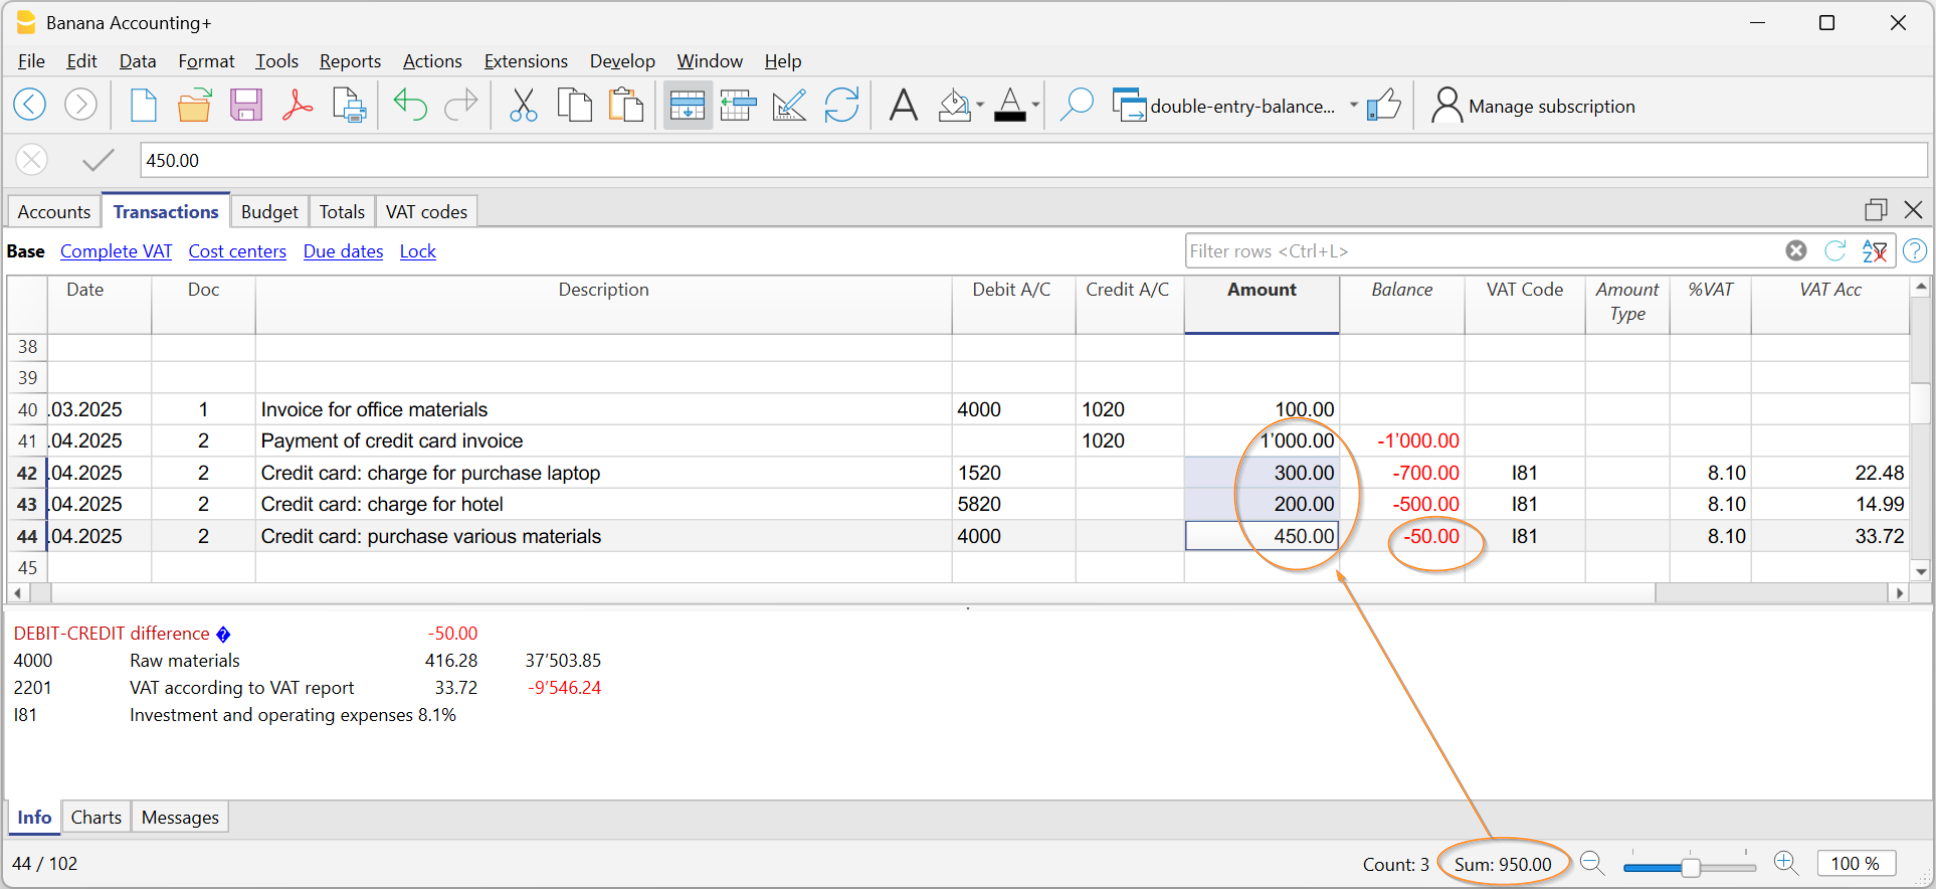 Banana Accounting+
File Edit Data Format Tools Reports Actions Extensions Develop Window Help
double-entry-balance... Manage subscription
450.00
Accounts Transactions Budget Totals VAT codes
Base Complete VAT Cost centers Due dates Lock Filter rows <Ctrl+L>
Date Doc Description Debit A/C Credit A/C Amount Balance VAT Code Amount Type %VAT VAT Acc
38
39
40 .03.2025 1 Invoice for office materials 4000 1020 100.00
41 .04.2025 2 Payment of credit card invoice 1020 1’000.00 -1’000.00
42 .04.2025 2 Credit card: charge for purchase laptop 1520 300.00 -700.00 I81 8.10 22.48
43 .04.2025 2 Credit card: charge for hotel 5820 200.00 -500.00 I81 8.10 14.99
44 .04.2025 2 Credit card: purchase various materials 4000 450.00 -50.00 I81 8.10 33.72
45
DEBIT-CREDIT difference -50.00
4000 Raw materials 416.28 37’503.85
2201 VAT according to VAT report 33.72 -9’546.24
I81 Investment and operating expenses 8.1%
Info Charts Messages
44 / 102 Count: 3 Sum: 950.00 100 %